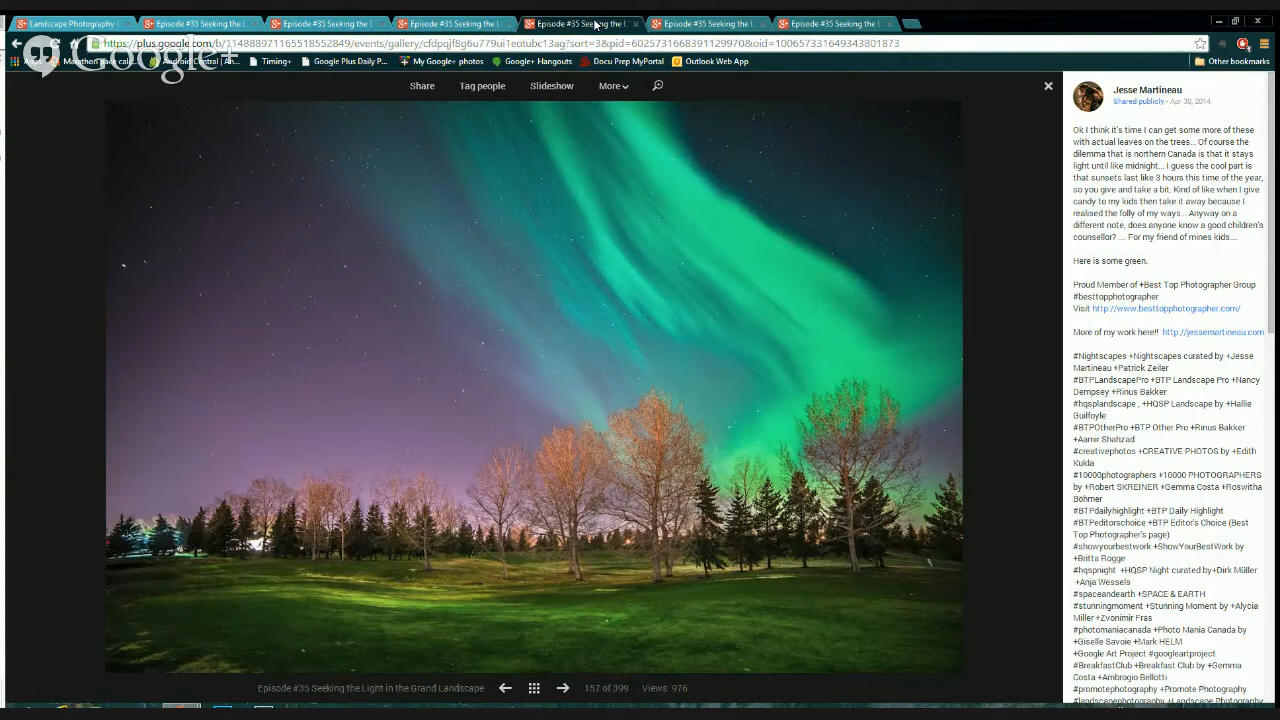 Landscape Photography
Episode #35 Seeking the L
Episode #35 Seeking the L
Episode #35 Seeking the L
Episode #35 Seeking the L
Episode #35 Seeking the L
Episode #35 Seeking the L
https://plus.google.com/b/114888971165518552849/events/gallery/cfdpqjf8g6u779ui1eotubc13ag?sort=3&pid=6025731668391129970&oid=100657331649343801873
Google+
Apps
Marathon pace calc
Android Central | An...
Timing+
Google Plus Daily P...
My Google+ photos
Google+ Hangouts
Docu Prep MyPortal
Outlook Web App
Other bookmarks
Share
Tag people
Slideshow
More
Jesse Martineau
Shared publicly - Apr 30, 2014
Ok I think it's time I can get some more of these
with actual leaves on the trees... Of course the
dilemma that is northern Canada is that it stays
light until like midnight... I guess the cool part is
that sunsets last like 3 hours this time of the year,
so you give and take a bit. Kind of like when I give
candy to my kids then take it away because I
realised the folly of my ways... Anyway on a
different note, does anyone know a good children's
counsellor? .... For my friend of mines kids....
Here is some green.
Proud Member of +Best Top Photographer Group
#besttopphotographer
Visit http://www.besttopphotographer.com/
More of my work here!! http://jessemartineau.com
#Nightscapes +Nightscapes curated by +Jesse
Martineau +Patrick Zeiler
#BTPLandscapePro +BTP Landscape Pro +Nancy
Dempsey +Rinus Bakker
#hqsplandscape , +HQSP Landscape by +Hallie
Guilfoyle
#BTPOtherPro +BTP Other Pro +Rinus Bakker
+Aamir Shahzad
#creativephotos +CREATIVE PHOTOS by +Edith
Kukla
#10000photographers +10000 PHOTOGRAPHERS
by +Robert SKREINER +Gemma Costa +Roswitha
Böhmer
#BTPdailyhighlight +BTP Daily Highlight
#BTPeditorschoice +BTP Editor's Choice (Best
Top Photographer's page)
#showyourbestwork +ShowYourBestWork by
+Britta Rogge
#hqspnight +HQSP Night curated by+Dirk Müller
+Anja Wessels
#spaceandearth +SPACE & EARTH
#stunningmoment +Stunning Moment by +Alycia
Miller +Zvonimir Fras
#photomaniacanada +Photo Mania Canada by
+Giselle Savoie +Mark HELM
+Google Art Project #googleartproject
#BreakfastClub +Breakfast Club by +Gemma
Costa +Ambrogio Bellotti
#promotephotography +Promote Photography
#landscapephotography +Landscape Photography
Episode #35 Seeking the Light in the Grand Landscape
157 of 399
Views: 976